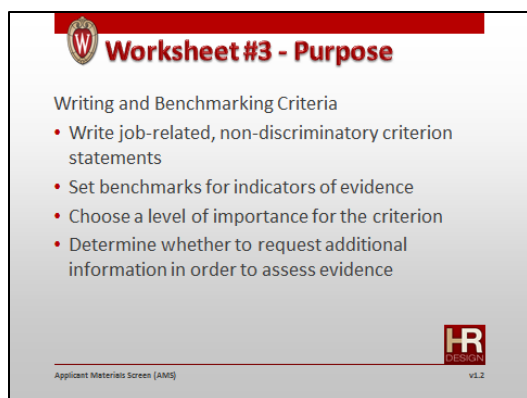 W
Worksheet #3 - Purpose
Writing and Benchmarking Criteria
• Write job-related, non-discriminatory criterion
statements
• Set benchmarks for indicators of evidence
• Choose a level of importance for the criterion
• Determine whether to request additional
information in order to assess evidence
HR
DESIGN
Applicant Materials Screen (AMS)
v1.2